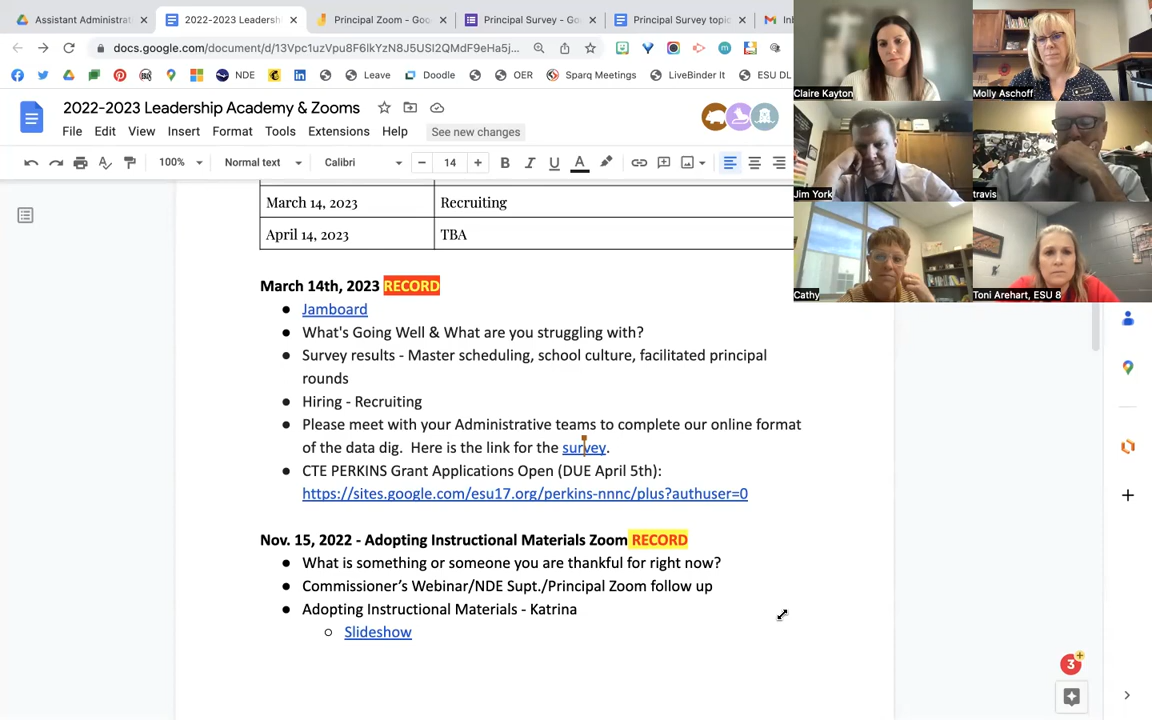 Assistant Administrat
2022-2023 Leadersh
Principal Zoom - Goo
Principal Survey - Go
Principal Survey topic
docs.google.com/document/d/13Vpc1uzVpu8F6lkYzN8J5USI2QMdF9eHa5j...
NDE
Leave
Doodle
OER
Sparq Meetings
LiveBinder It
ESU DL
2022-2023 Leadership Academy & Zooms
File Edit View Insert Format Tools Extensions Help See new changes
100% Normal text Calibri 14
March 14, 2023 Recruiting
April 14, 2023 TBA
March 14th, 2023 RECORD
Jamboard
What's Going Well & What are you struggling with?
Survey results - Master scheduling, school culture, facilitated principal
rounds
Hiring - Recruiting
Please meet with your Administrative teams to complete our online format
of the data dig. Here is the link for the survey.
CTE PERKINS Grant Applications Open (DUE April 5th):
https://sites.google.com/esu17.org/perkins-nnnc/plus?authuser=0
Nov. 15, 2022 - Adopting Instructional Materials Zoom RECORD
What is something or someone you are thankful for right now?
Commissioner's Webinar/NDE Supt./Principal Zoom follow up
Adopting Instructional Materials - Katrina
Slideshow
Claire Kayton
Molly Aschoff
Jim York
travis
Cathy
Toni Arehart, ESU 8
3